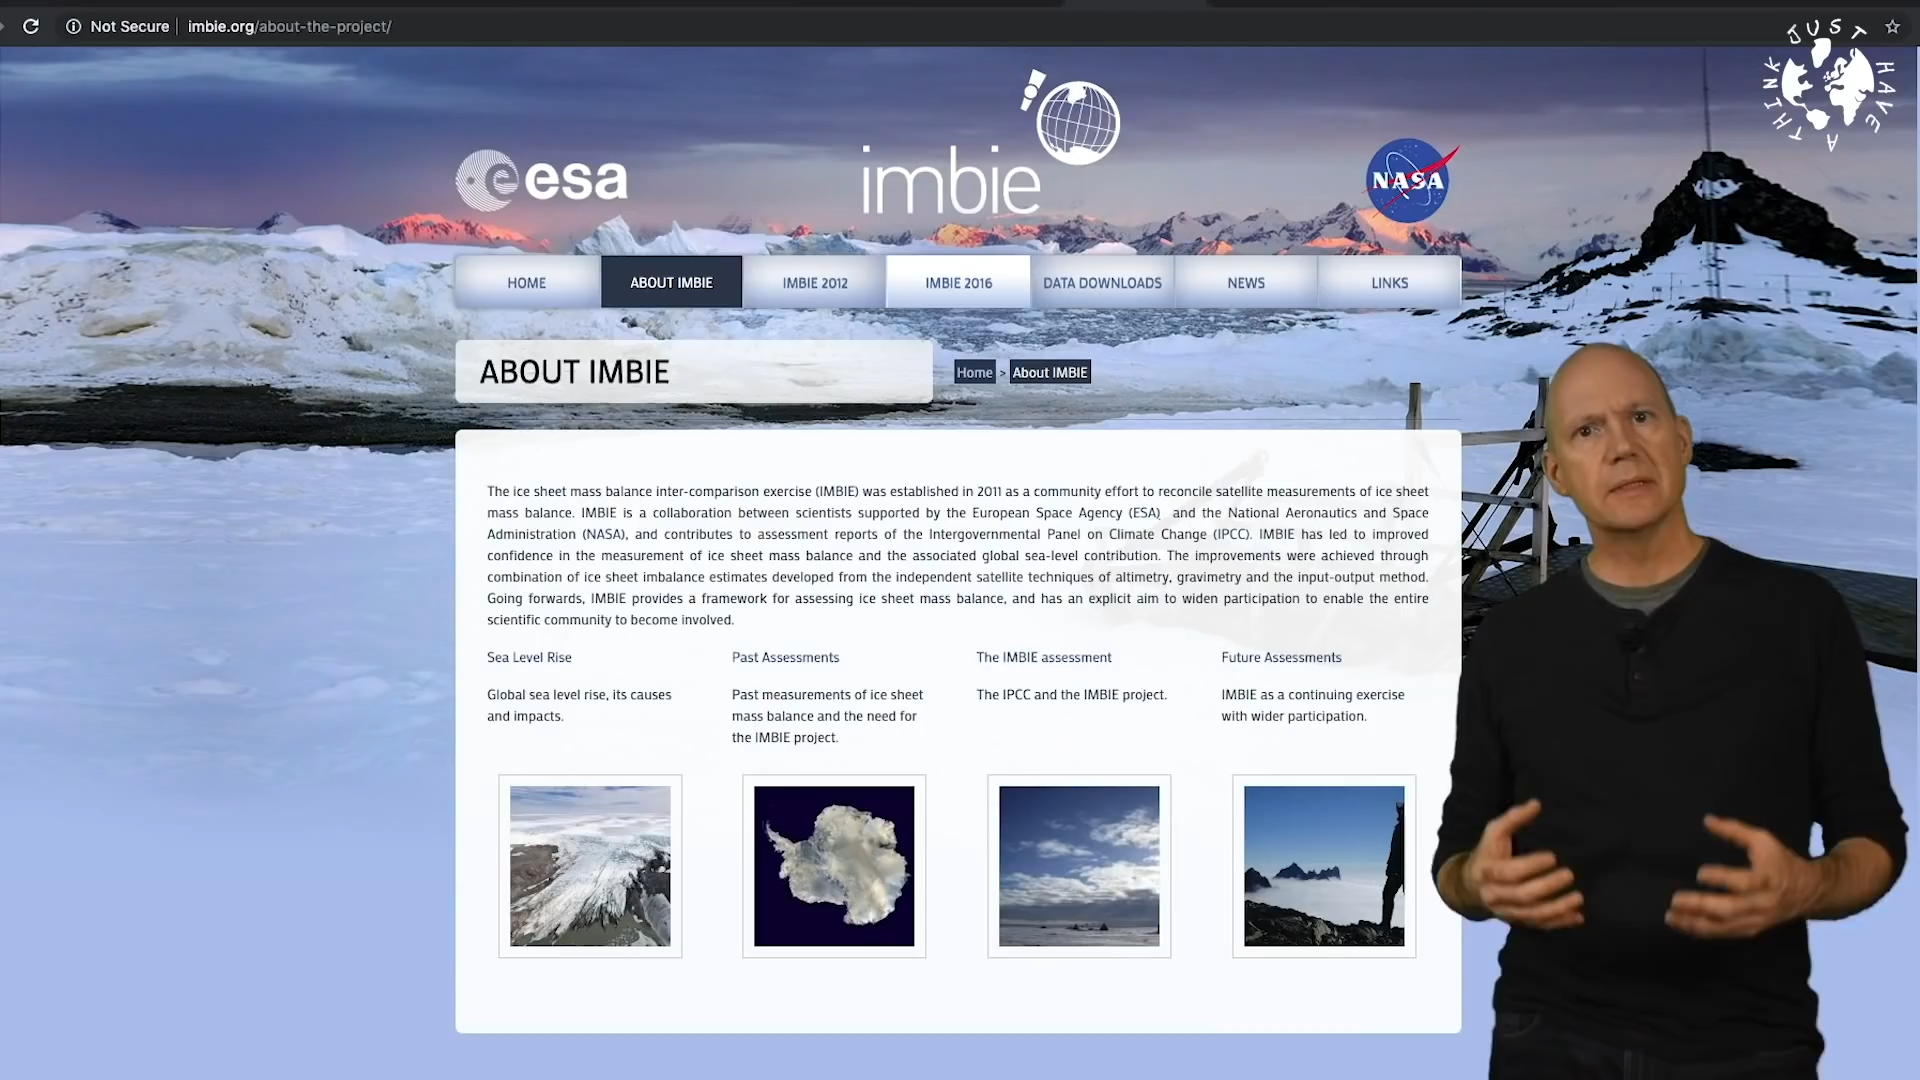 Not Secure
imbie.org/about-the-project/
JUST HAVE A THINK
esa
imbie
NASA
HOME
ABOUT IMBIE
IMBIE 2012
IMBIE 2016
DATA DOWNLOADS
NEWS
LINKS
ABOUT IMBIE
Home > About IMBIE
The ice sheet mass balance inter-comparison exercise (IMBIE) was established in 2011 as a community effort to reconcile satellite measurements of ice sheet
mass balance. IMBIE is a collaboration between scientists supported by the European Space Agency (ESA) and the National Aeronautics and Space
Administration (NASA), and contributes to assessment reports of the Intergovernmental Panel on Climate Change (IPCC). IMBIE has led to improved
confidence in the measurement of ice sheet mass balance and the associated global sea-level contribution. The improvements were achieved through
combination of ice sheet imbalance estimates developed from the independent satellite techniques of altimetry, gravimetry and the input-output method.
Going forwards, IMBIE provides a framework for assessing ice sheet mass balance, and has an explicit aim to widen participation to enable the entire
scientific community to become involved.
Sea Level Rise
Global sea level rise, its causes
and impacts.
Past Assessments
Past measurements of ice sheet
mass balance and the need for
the IMBIE project.
The IMBIE assessment
The IPCC and the IMBIE project.
Future Assessments
IMBIE as a continuing exercise
with wider participation.